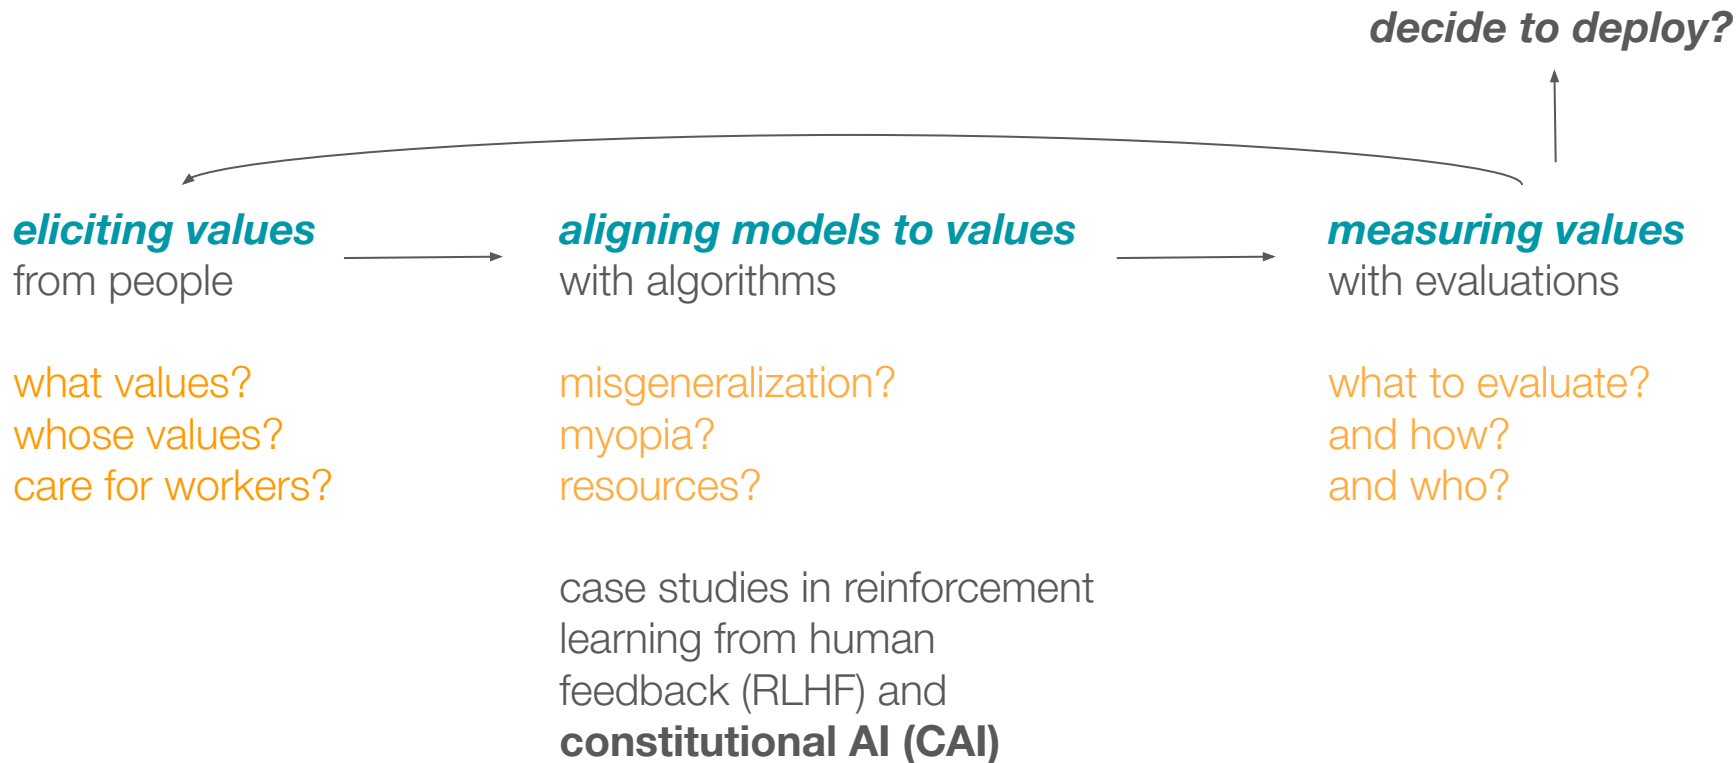 decide to deploy?
eliciting values
from people
what values?
whose values?
care for workers?
aligning models to values
with algorithms
misgeneralization?
myopia?
resources?
case studies in reinforcement
learning from human
feedback (RLHF) and
constitutional AI (CAI)
measuring values
with evaluations
what to evaluate?
and how?
and who?